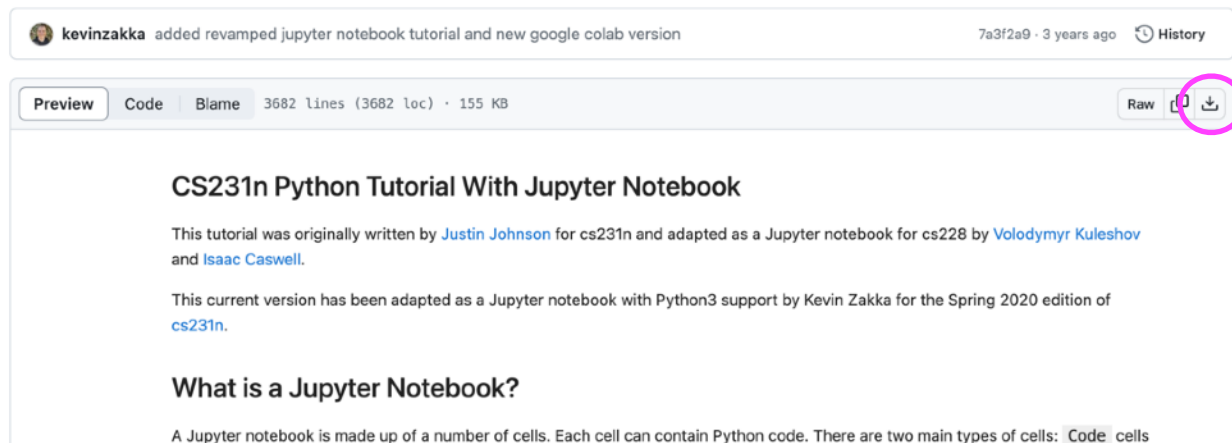 kevinzakka added revamped jupyter notebook tutorial and new google colab version 7a3f2a9 · 3 years ago History
Preview Code Blame 3682 lines (3682 loc) · 155 KB Raw
CS231n Python Tutorial With Jupyter Notebook
This tutorial was originally written by Justin Johnson for cs231n and adapted as a Jupyter notebook for cs228 by Volodymyr Kuleshov
and Isaac Caswell.
This current version has been adapted as a Jupyter notebook with Python3 support by Kevin Zakka for the Spring 2020 edition of
cs231n.
What is a Jupyter Notebook?
A Jupyter notebook is made up of a number of cells. Each cell can contain Python code. There are two main types of cells: Code cells